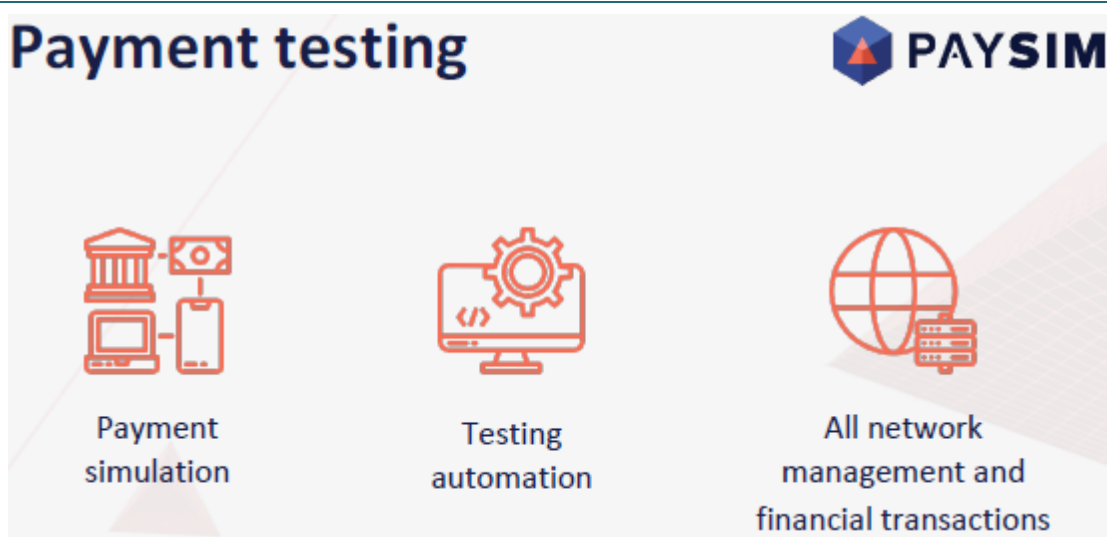 Payment testing
PAYSIM
</>
Payment
simulation
Testing
automation
All network
management and
financial transactions